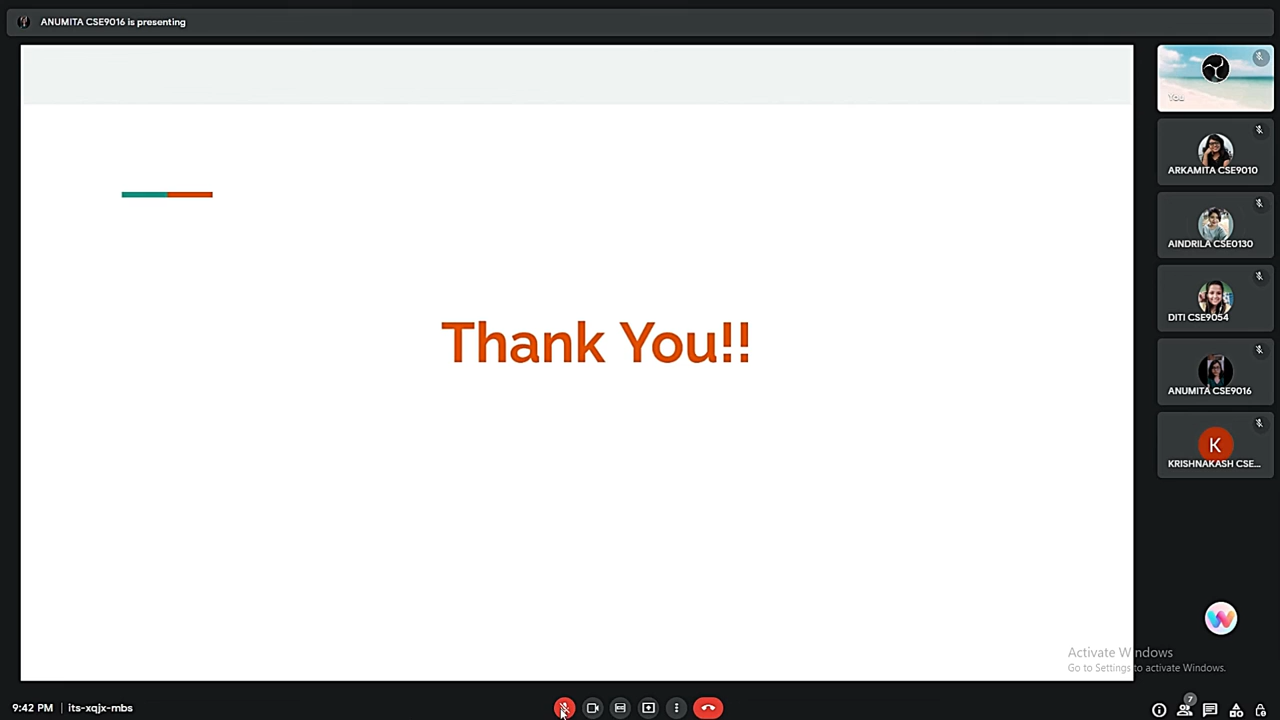 ANUMITA CSE9016 is presenting
You
ARKAMITA CSE9010
AINDRILA CSE0130
DITI CSE9054
ANUMITA CSE9016
K
KRISHNAKASH CSE...
Thank You!!
Activate Windows
Go to Settings to activate Windows.
9:42 PM | its-xqjx-mbs
7